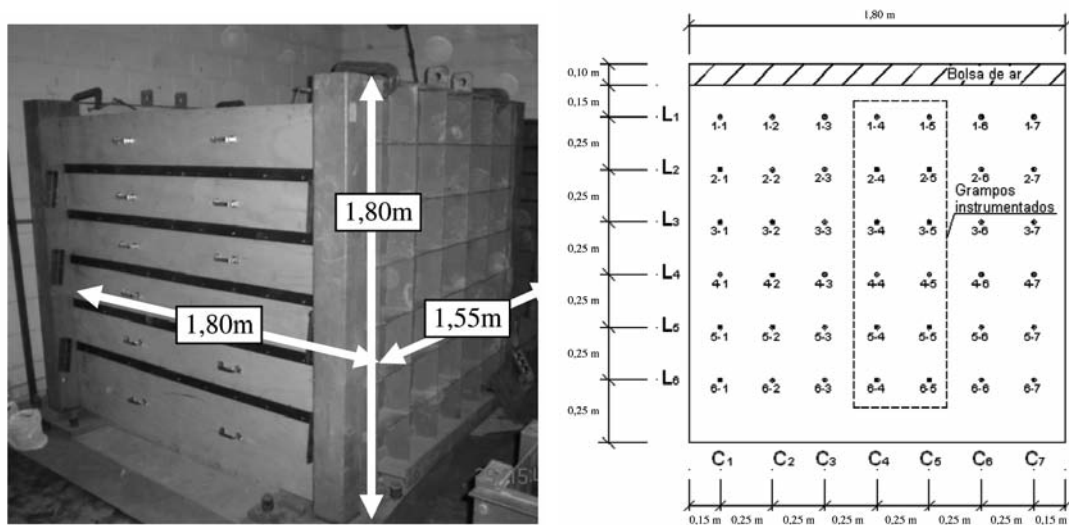 1,80m
1,80m
1,55m
1,80 m
0,10 m
Bolsa de ar
0,15 m
L1
1-1 1-2 1-3 1-4 1-5 1-6 1-7
0,25 m
L2
2-1 2-2 2-3 2-4 2-5 2-6 2-7
0,25 m
Grampos
instrumentados
L3
3-1 3-2 3-3 3-4 3-5 3-6 3-7
0,25 m
L4
4-1 4-2 4-3 4-4 4-5 4-6 4-7
0,25 m
L5
5-1 5-2 5-3 5-4 5-5 5-6 5-7
0,25 m
L6
6-1 6-2 6-3 6-4 6-5 6-6 6-7
0,25 m
C1 C2 C3 C4 C5 C6 C7
0,15 m 0,25 m 0,25 m 0,25 m 0,25 m 0,25 m 0,25 m 0,15 m